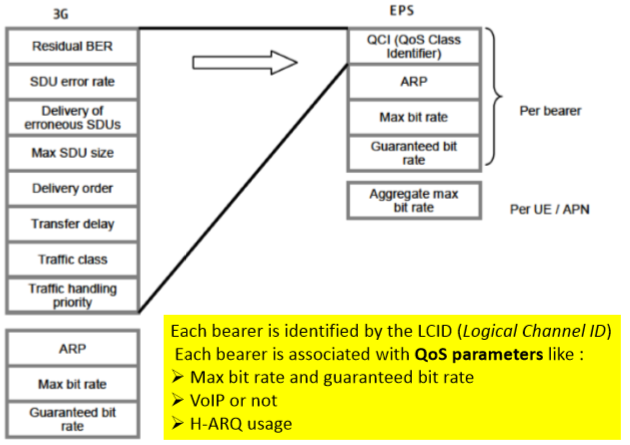 3G
Residual BER
SDU error rate
Delivery of
erroneous SDUs
Max SDU size
Delivery order
Transfer delay
Traffic class
Traffic handling
priority
ARP
Max bit rate
Guaranteed bit
rate
EPS
QCI (QoS Class
Identifier)
ARP
Max bit rate
Guaranteed bit
rate
Per bearer
Aggregate max
bit rate
Per UE / APN
Each bearer is identified by the LCID (Logical Channel ID)
Each bearer is associated with QoS parameters like :
➢ Max bit rate and guaranteed bit rate
➢ VoIP or not
➢ H-ARQ usage